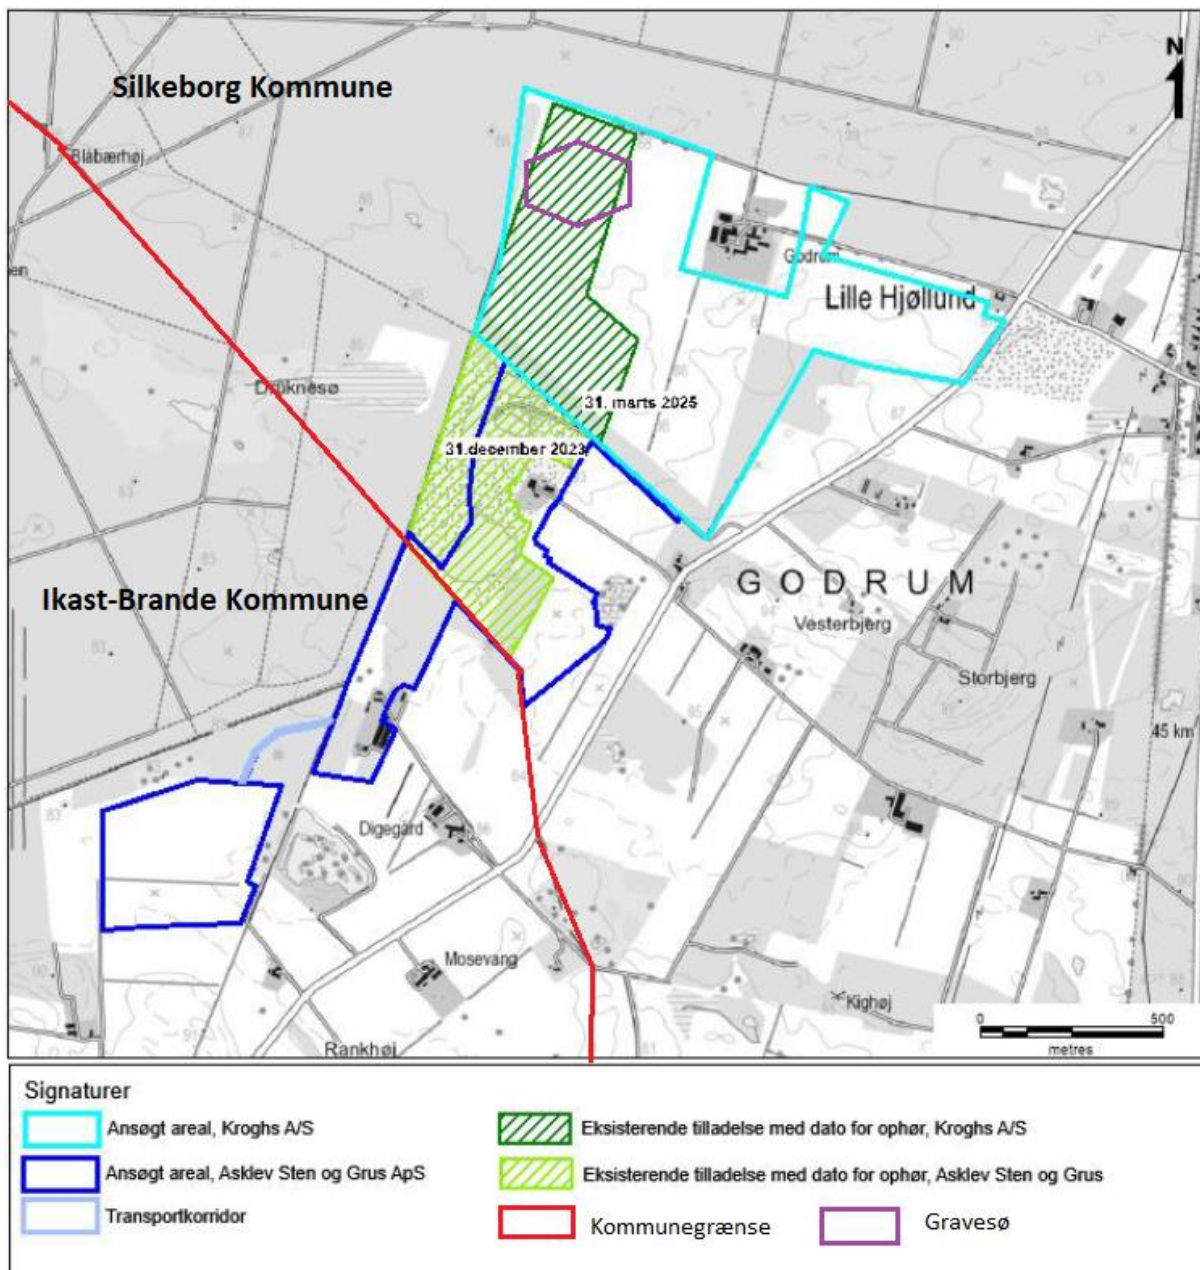 N
Silkeborg Kommune
Blåbærhøj
Godrum
Lille Hjøllund
Druknesø
31. marts 2025
31.december 2023
Ikast-Brande Kommune
GODRUM
Vesterbjerg
Storbjerg
45 km
Digegård
Mosevang
Kighøj
Rankhøj
0 500
metres
Signaturer
Ansøgt areal, Kroghs A/S
Eksisterende tilladelse med dato for ophør, Kroghs A/S
Ansøgt areal, Asklev Sten og Grus ApS
Eksisterende tilladelse med dato for ophør, Asklev Sten og Grus
Transportkorridor
Kommunegrænse
Gravesø